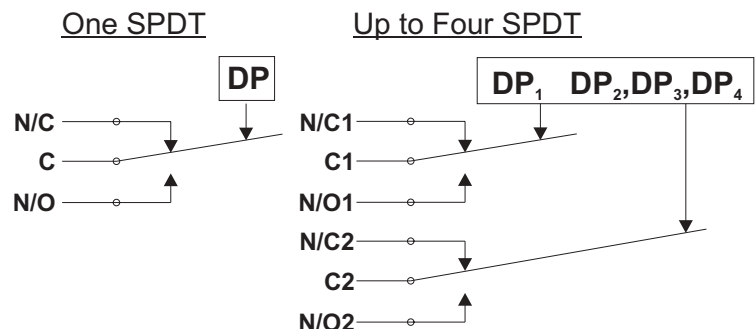 One SPDT
Up to Four SPDT
DP
N/C
C
N/O
DP₁ DP₂,DP₃,DP₄
N/C1
C1
N/O1
N/C2
C2
N/O2